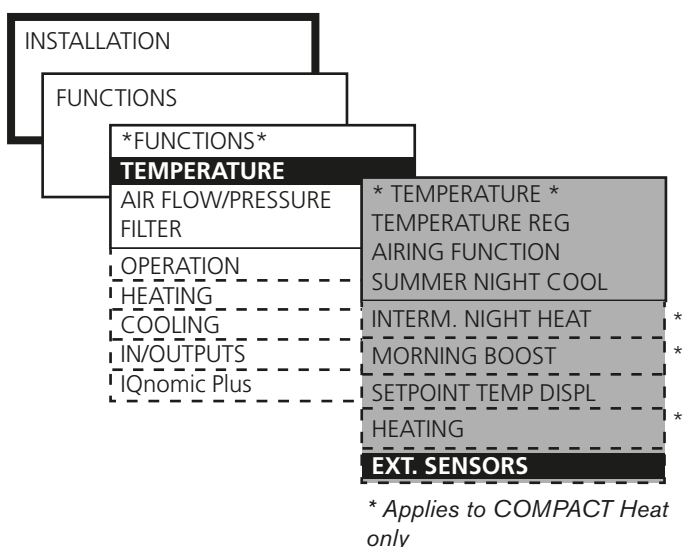 INSTALLATION
FUNCTIONS
*FUNCTIONS*
TEMPERATURE
AIR FLOW/PRESSURE
FILTER
OPERATION
HEATING
COOLING
IN/OUTPUTS
IQnomic Plus
* TEMPERATURE *
TEMPERATURE REG
AIRING FUNCTION
SUMMER NIGHT COOL
INTERM. NIGHT HEAT *
MORNING BOOST *
SETPOINT TEMP DISPL
HEATING *
EXT. SENSORS
* Applies to COMPACT Heat
only